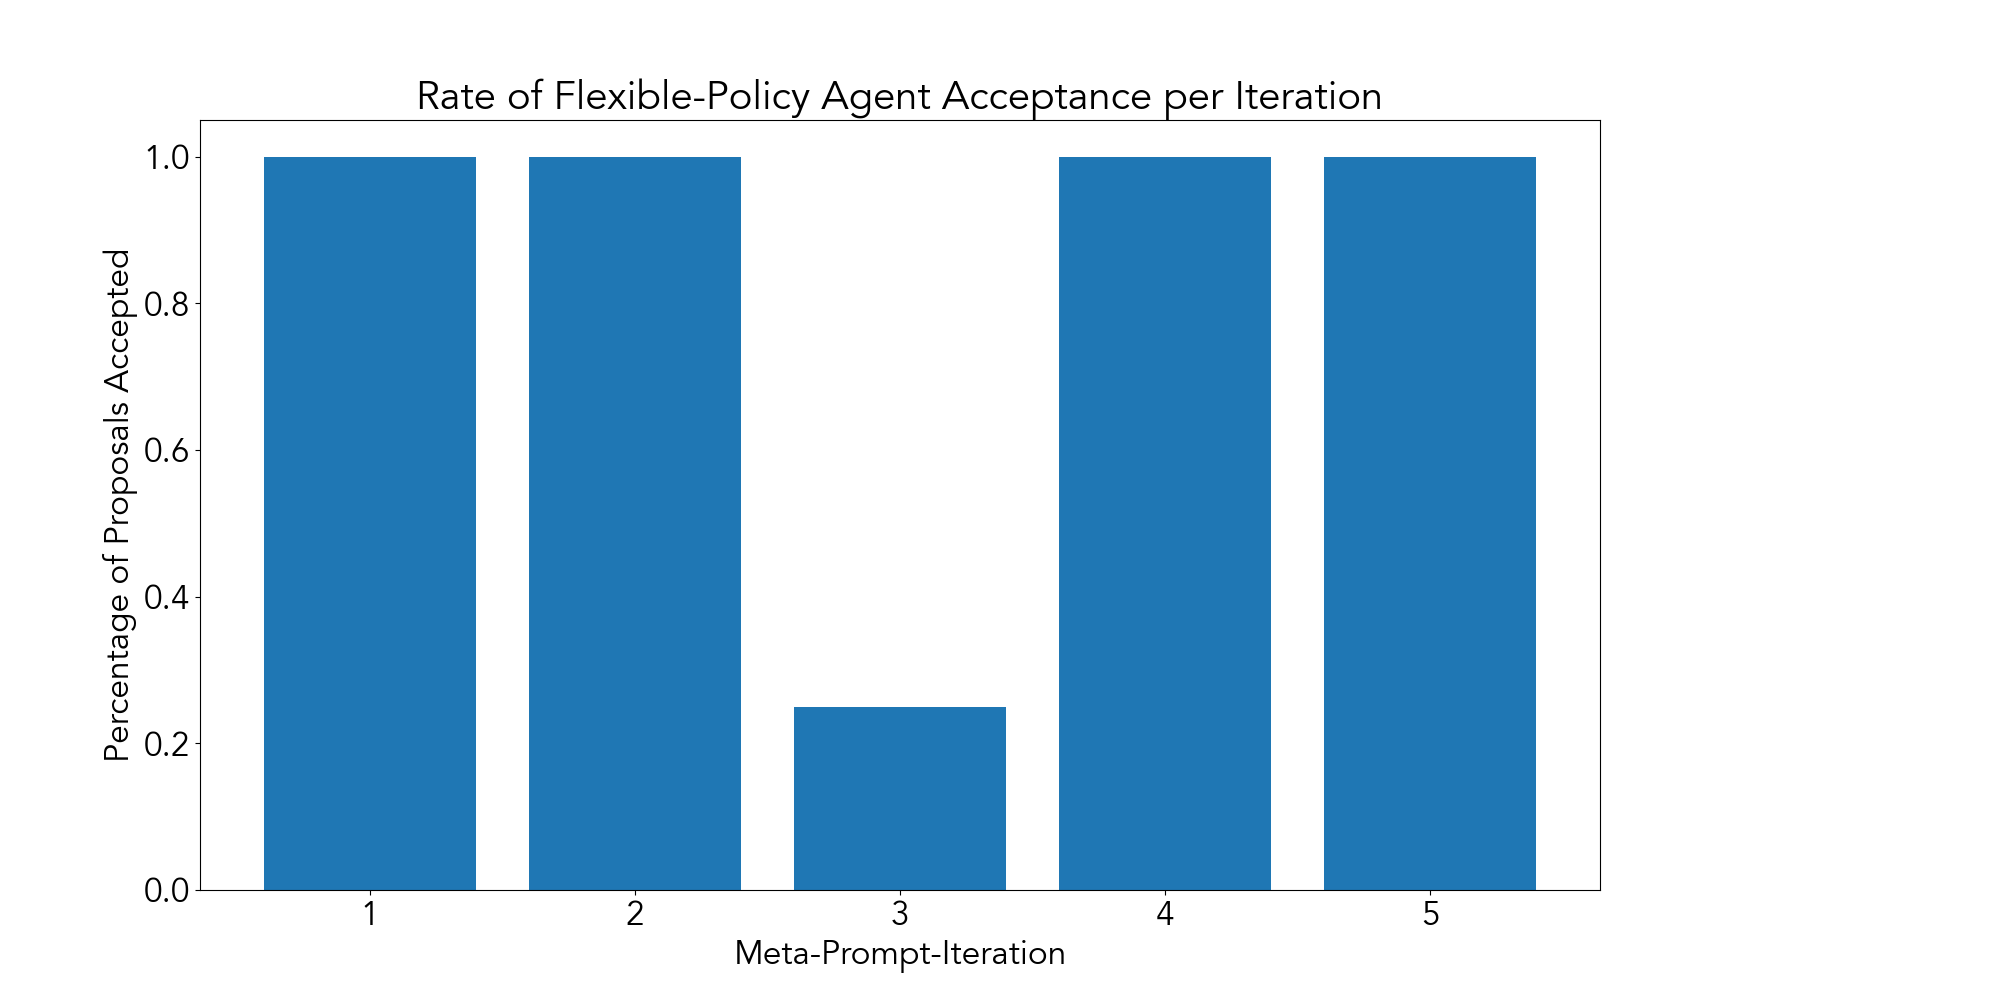 Rate of Flexible-Policy Agent Acceptance per Iteration
Percentage of Proposals Accepted
1.0
0.8
0.6
0.4
0.2
0.0
1 2 3 4 5
Meta-Prompt-Iteration